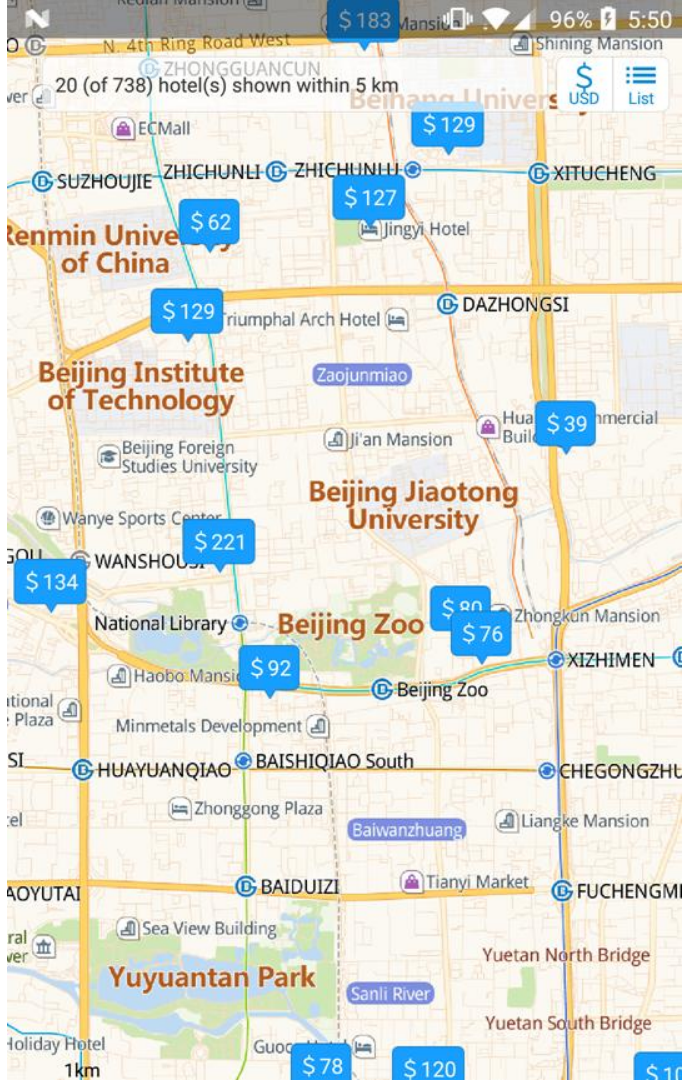 $ 183
96% 5:50
N. 4th Ring Road West
Mansion
Shining Mansion
ZHONGGUANCUN
20 (of 738) hotel(s) shown within 5 km
$
USD
List
ECMall
$ 129
SUZHOUJIE
ZHICHUNLI
ZHICHUNLU
XITUCHENG
$ 127
$ 62
Jingyi Hotel
of China
DAZHONGSI
$ 129
Triumphal Arch Hotel
Beijing Institute
of Technology
Zaojunmiao
$ 39
Ji'an Mansion
Beijing Foreign
Studies University
Beijing Jiaotong
University
Wanye Sports Center
$ 221
WANSHOUSI
$ 134
National Library
Beijing Zoo
$ 80
$ 76
Zhongkun Mansion
XIZHIMEN
$ 92
Haobo
Beijing Zoo
Plaza
Minmetals Development
BAISHIQIAO South
HUAYUANQIAO
CHEGONGZHU
Zhonggong Plaza
Liangke Mansion
Baiwanzhuang
Tianyi Market
BAIDUIZI
FUCHENGM
AOYUTAI
Sea View Building
Yuetan North Bridge
Yuyuantan Park
Sanli River
Yuetan South Bridge
Holiday Hotel
1km
$ 78
$ 120
$ 10